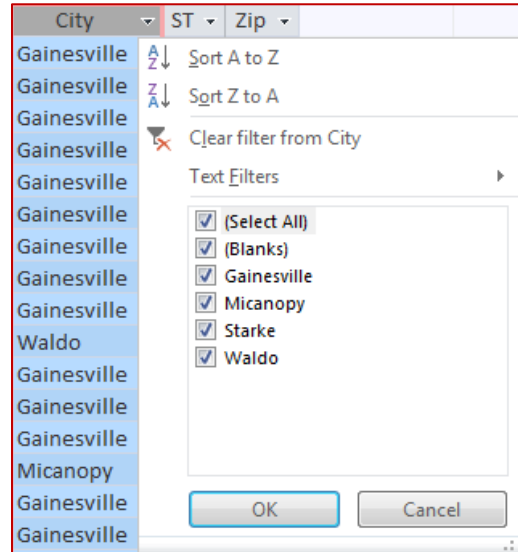 City ST Zip
Gainesville
Gainesville
Gainesville
Gainesville
Gainesville
Gainesville
Gainesville
Gainesville
Gainesville
Waldo
Gainesville
Gainesville
Gainesville
Micanopy
Gainesville
Gainesville
A
Z
Sort A to Z
Z
A
Sort Z to A
Clear filter from City
Text Filters
(Select All)
(Blanks)
Gainesville
Micanopy
Starke
Waldo
OK Cancel